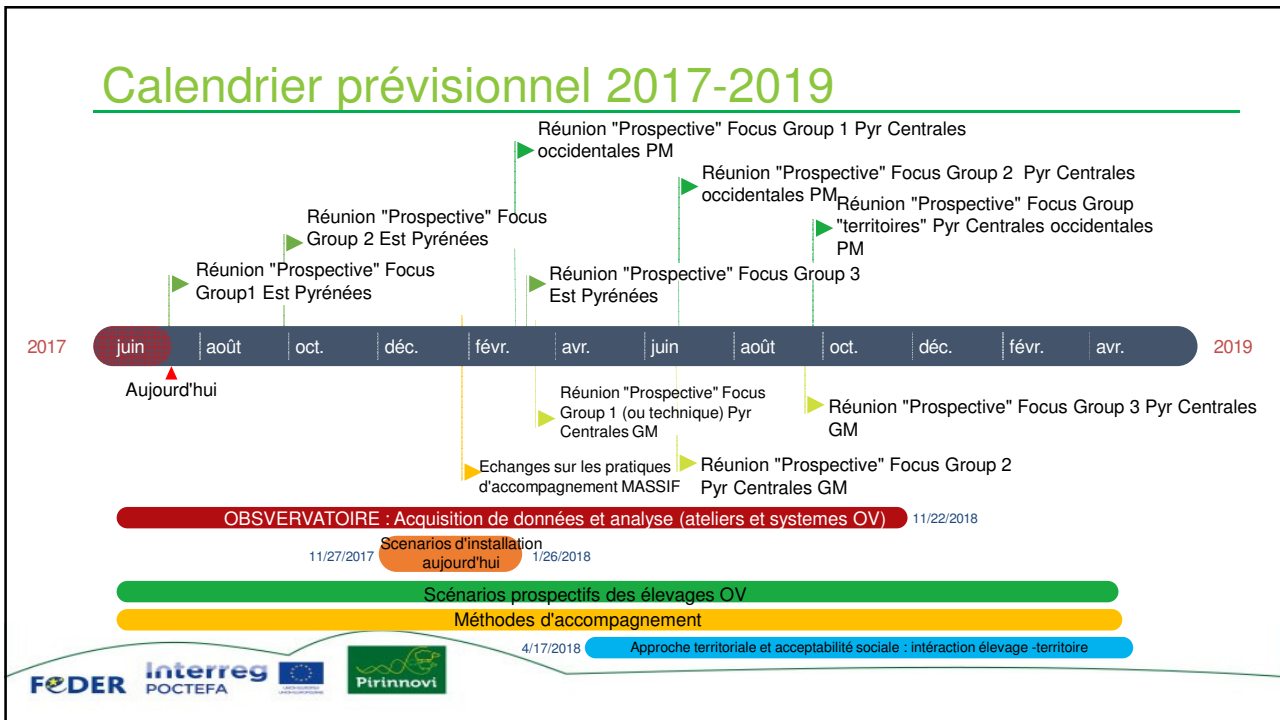 Calendrier prévisionnel 2017-2019
Réunion "Prospective" Focus Group 1 Pyr Centrales
occidentales PM
Réunion "Prospective" Focus Group 2 Pyr Centrales
occidentales PM
Réunion "Prospective" Focus Group
"territoires" Pyr Centrales occidentales
PM
Réunion "Prospective" Focus
Group 2 Est Pyrénées
Réunion "Prospective" Focus
Group1 Est Pyrénées
Réunion "Prospective" Focus Group 3
Est Pyrénées
2017 juin août oct. déc. févr. avr. juin août oct. déc. févr. avr. 2019
Aujourd'hui
Réunion "Prospective" Focus
Group 1 (ou technique) Pyr
Centrales GM
Réunion "Prospective" Focus Group 3 Pyr Centrales
GM
Echanges sur les pratiques
d'accompagnement MASSIF
Réunion "Prospective" Focus Group 2
Pyr Centrales GM
OBSVERVATOIRE : Acquisition de données et analyse (ateliers et systemes OV) 11/22/2018
11/27/2017 Scenarios d'installation
aujourd'hui 1/26/2018
Scénarios prospectifs des élevages OV
Méthodes d'accompagnement
4/17/2018 Approche territoriale et acceptabilité sociale : intéraction élevage -territoire
FEDER Interreg
POCTEFA
Pirinnovi